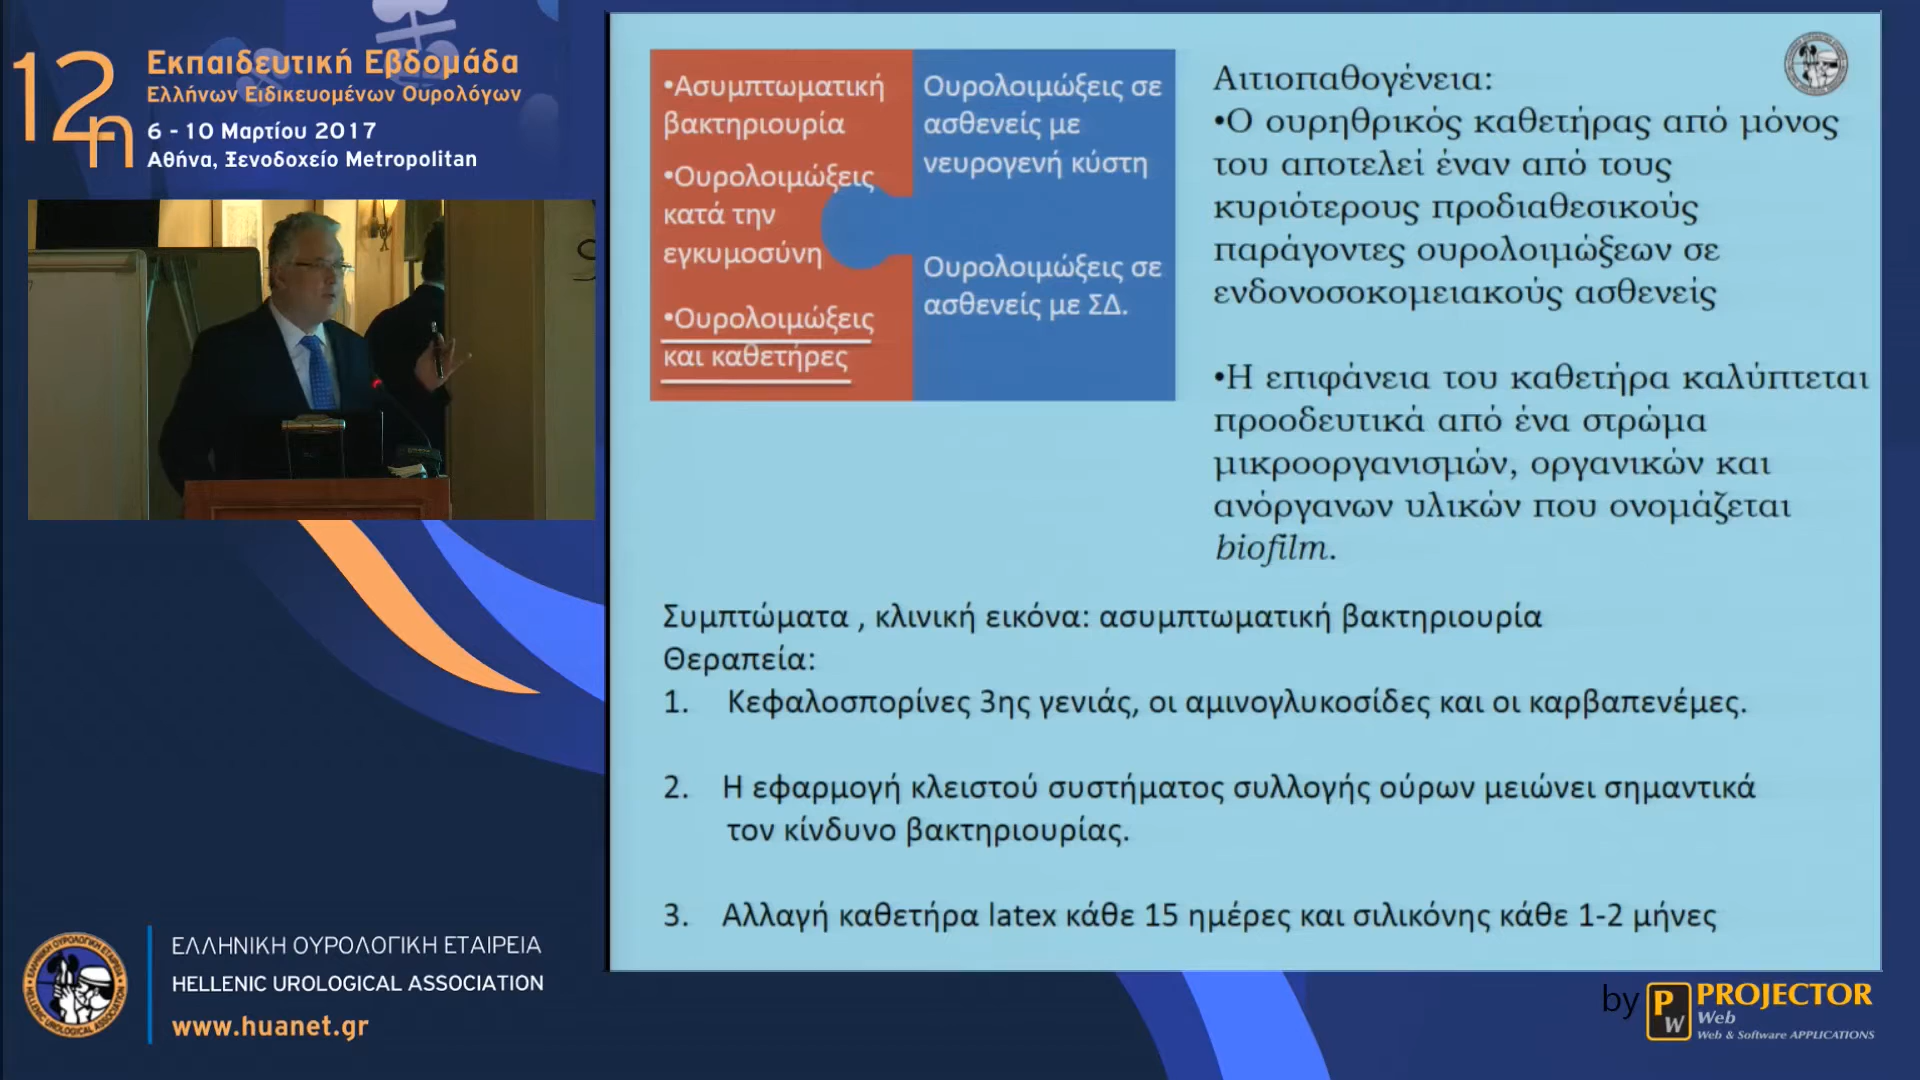 12η
Εκπαιδευτική Εβδομάδα
Ελλήνων Ειδικευομένων Ουρολόγων
6 - 10 Μαρτίου 2017
Αθήνα, Ξενοδοχείο Metropolitan
•Ασυμπτωματική
βακτηριουρία
•Ουρολοιμώξεις
κατά την
εγκυμοσύνη
•Ουρολοιμώξεις
και καθετήρες
Ουρολοιμώξεις σε
ασθενείς με
νευρογενή κύστη
Ουρολοιμώξεις σε
ασθενείς με ΣΔ.
Αιτιοπαθογένεια:
•Ο ουρηθρικός καθετήρας από μόνος
του αποτελεί έναν από τους
κυριότερους προδιαθεσικούς
παράγοντες ουρολοιμώξεων σε
ενδονοσοκομειακούς ασθενείς
•Η επιφάνεια του καθετήρα καλύπτεται
προοδευτικά από ένα στρώμα
μικροοργανισμών, οργανικών και
ανόργανων υλικών που ονομάζεται
biofilm.
Συμπτώματα , κλινική εικόνα: ασυμπτωματική βακτηριουρία
Θεραπεία:
1. Κεφαλοσπορίνες 3ης γενιάς, οι αμινογλυκοσίδες και οι καρβαπενέμες.
2. Η εφαρμογή κλειστού συστήματος συλλογής ούρων μειώνει σημαντικά
τον κίνδυνο βακτηριουρίας.
3. Αλλαγή καθετήρα latex κάθε 15 ημέρες και σιλικόνης κάθε 1-2 μήνες
ΕΛΛΗΝΙΚΗ ΟΥΡΟΛΟΓΙΚΗ ΕΤΑΙΡΕΙΑ
HELLENIC UROLOGICAL ASSOCIATION
www.huanet.gr
by PW PROJECTOR
Web
Web & Software APPLICATIONS